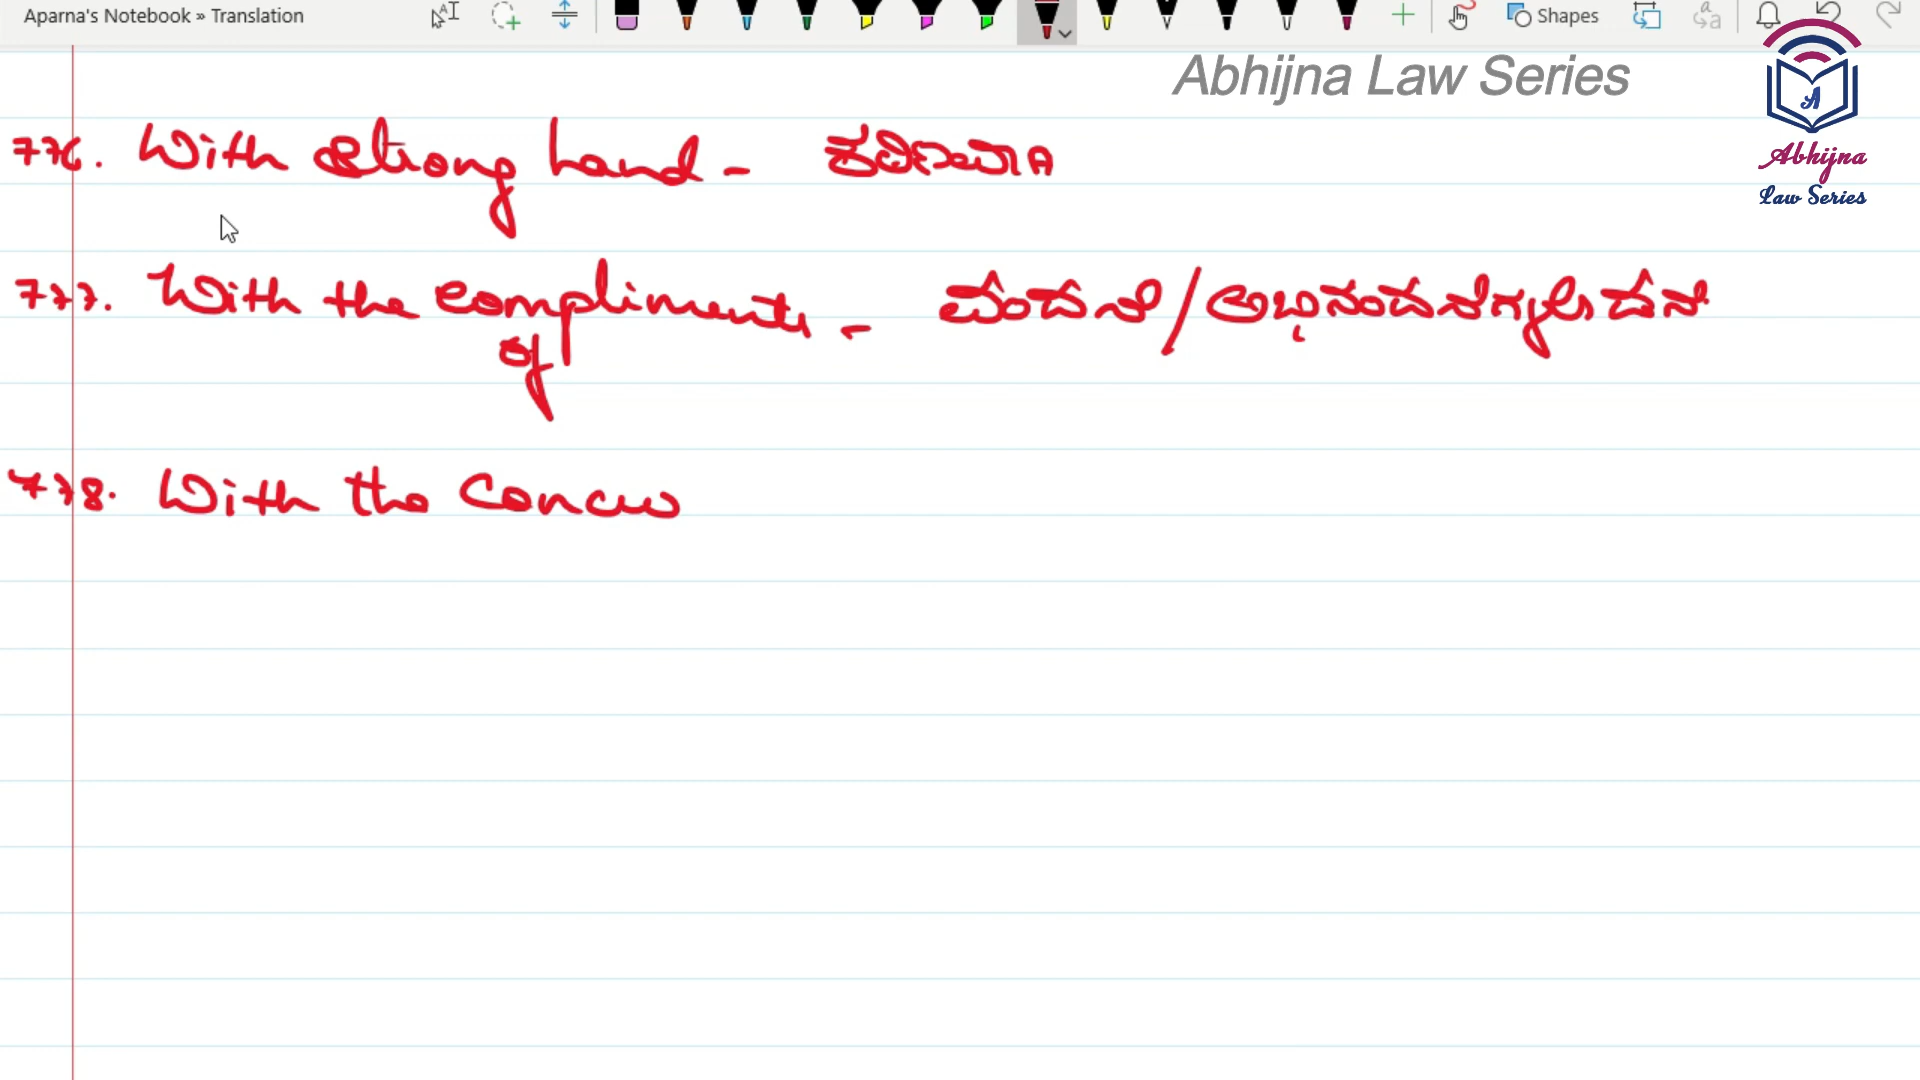 Aparna's Notebook » Translation
Shapes
Abhijna Law Series
Abhijna
Law Series
776. With strong hand - ಕಠಿಣವಾಗಿ
777. With the compliments - ವಂದನೆ/ಅಭಿನಂದನೆಗಳೊಡನೆ
of
778. With the Concu